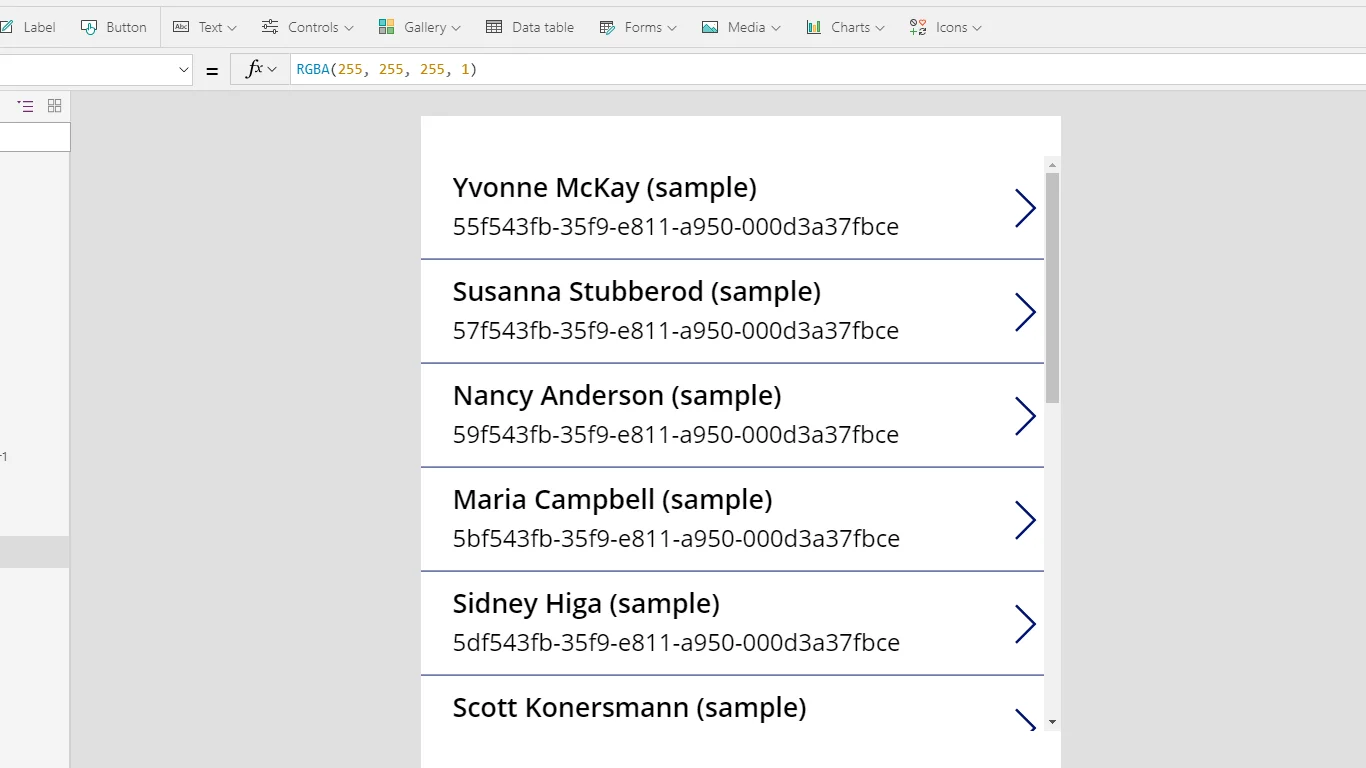 Label Button Text Controls Gallery Data table Forms Media Charts Icons
= fx RGBA(255, 255, 255, 1)
Yvonne McKay (sample)
55f543fb-35f9-e811-a950-000d3a37fbce
Susanna Stubberod (sample)
57f543fb-35f9-e811-a950-000d3a37fbce
Nancy Anderson (sample)
59f543fb-35f9-e811-a950-000d3a37fbce
Maria Campbell (sample)
5bf543fb-35f9-e811-a950-000d3a37fbce
Sidney Higa (sample)
5df543fb-35f9-e811-a950-000d3a37fbce
Scott Konersmann (sample)